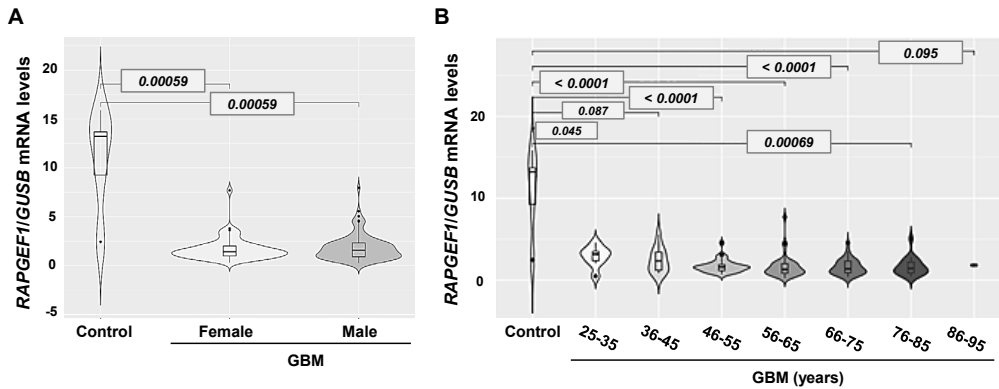 A
RAPGEF1/GUSB mRNA levels
20
15
10
5
0
-5
0.00059
0.00059
Control
Female
Male
GBM
B
RAPGEF1/GUSB mRNA levels
20
10
0
0.095
< 0.0001
< 0.0001
< 0.0001
0.087
0.045
0.00069
Control
25-35
36-45
46-55
56-65
66-75
76-85
86-95
GBM (years)